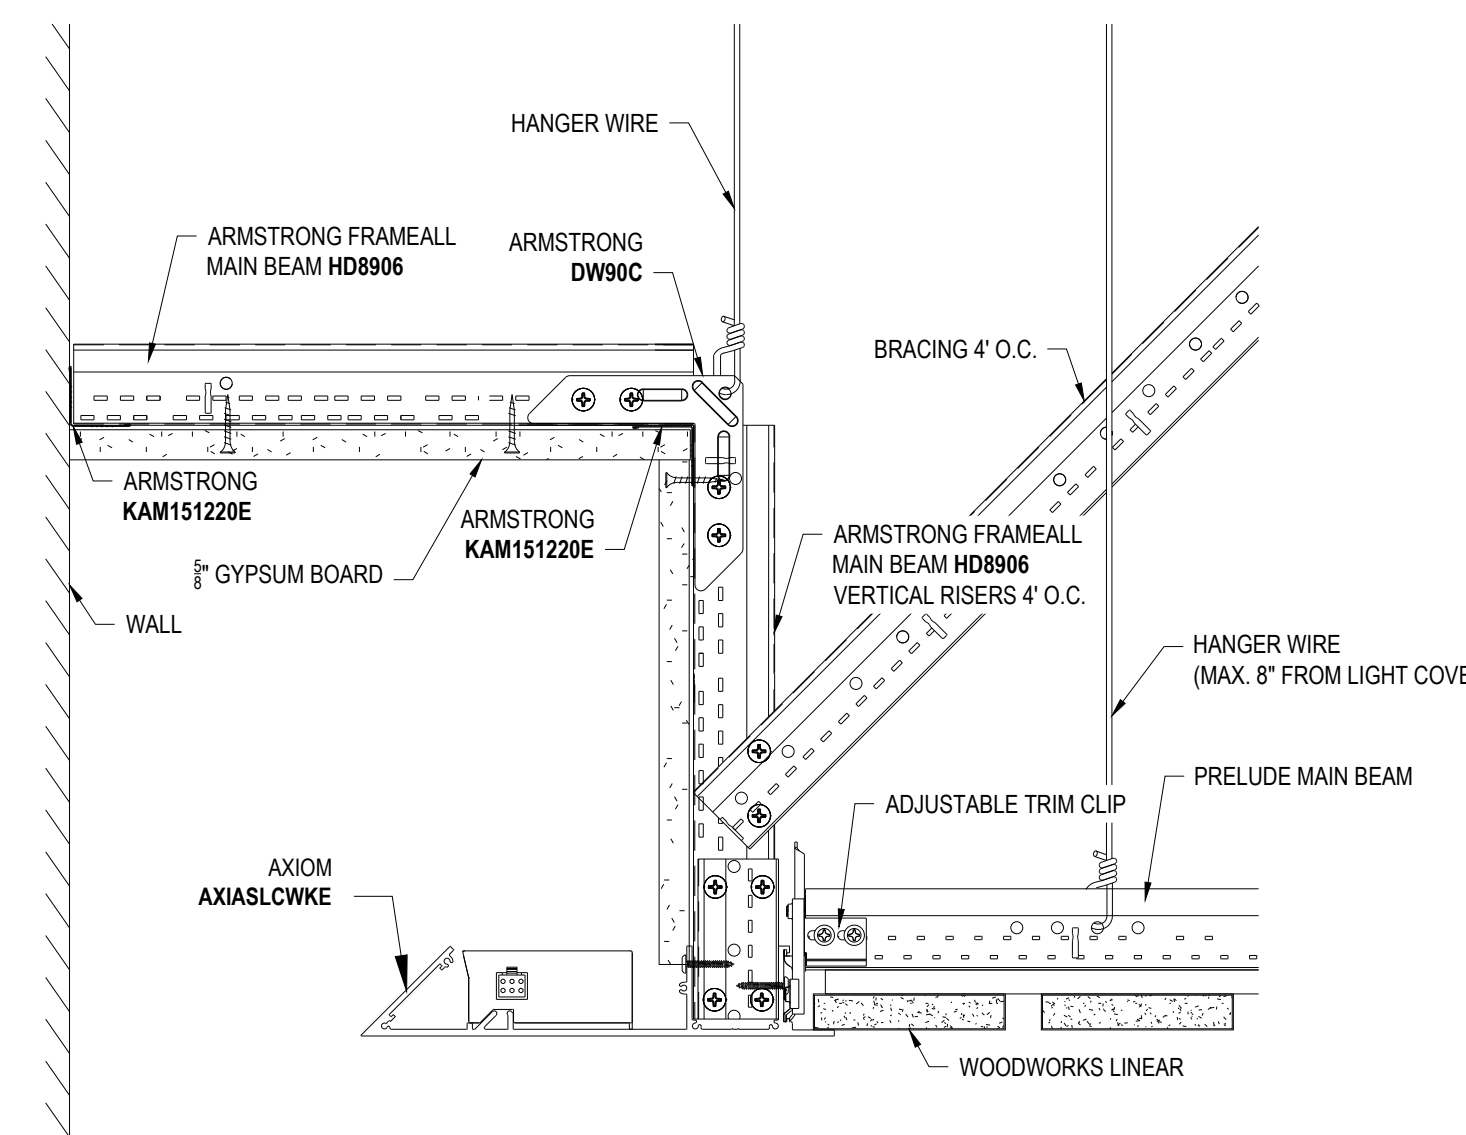 HANGER WIRE
ARMSTRONG FRAMEALL
MAIN BEAM HD8906
ARMSTRONG
DW90C
BRACING 4' O.C.
ARMSTRONG
KAM151220E
ARMSTRONG
KAM151220E
5/8" GYPSUM BOARD
WALL
ARMSTRONG FRAMEALL
MAIN BEAM HD8906
VERTICAL RISERS 4' O.C.
HANGER WIRE
(MAX. 8" FROM LIGHT COVE
PRELUDE MAIN BEAM
ADJUSTABLE TRIM CLIP
AXIOM
AXIASLCWKE
WOODWORKS LINEAR